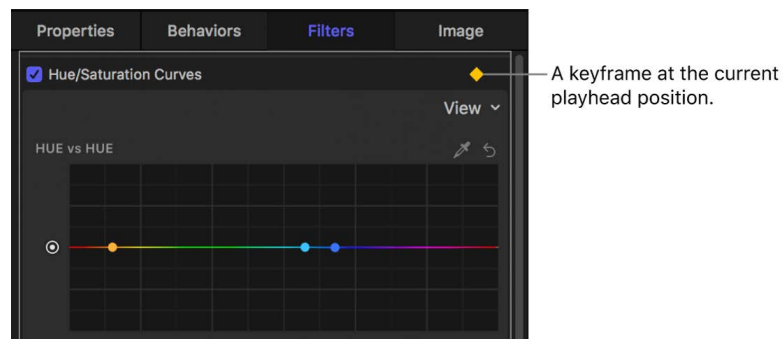 Properties Behaviors Filters Image
Hue/Saturation Curves
A keyframe at the current
playhead position.
View
HUE vs HUE